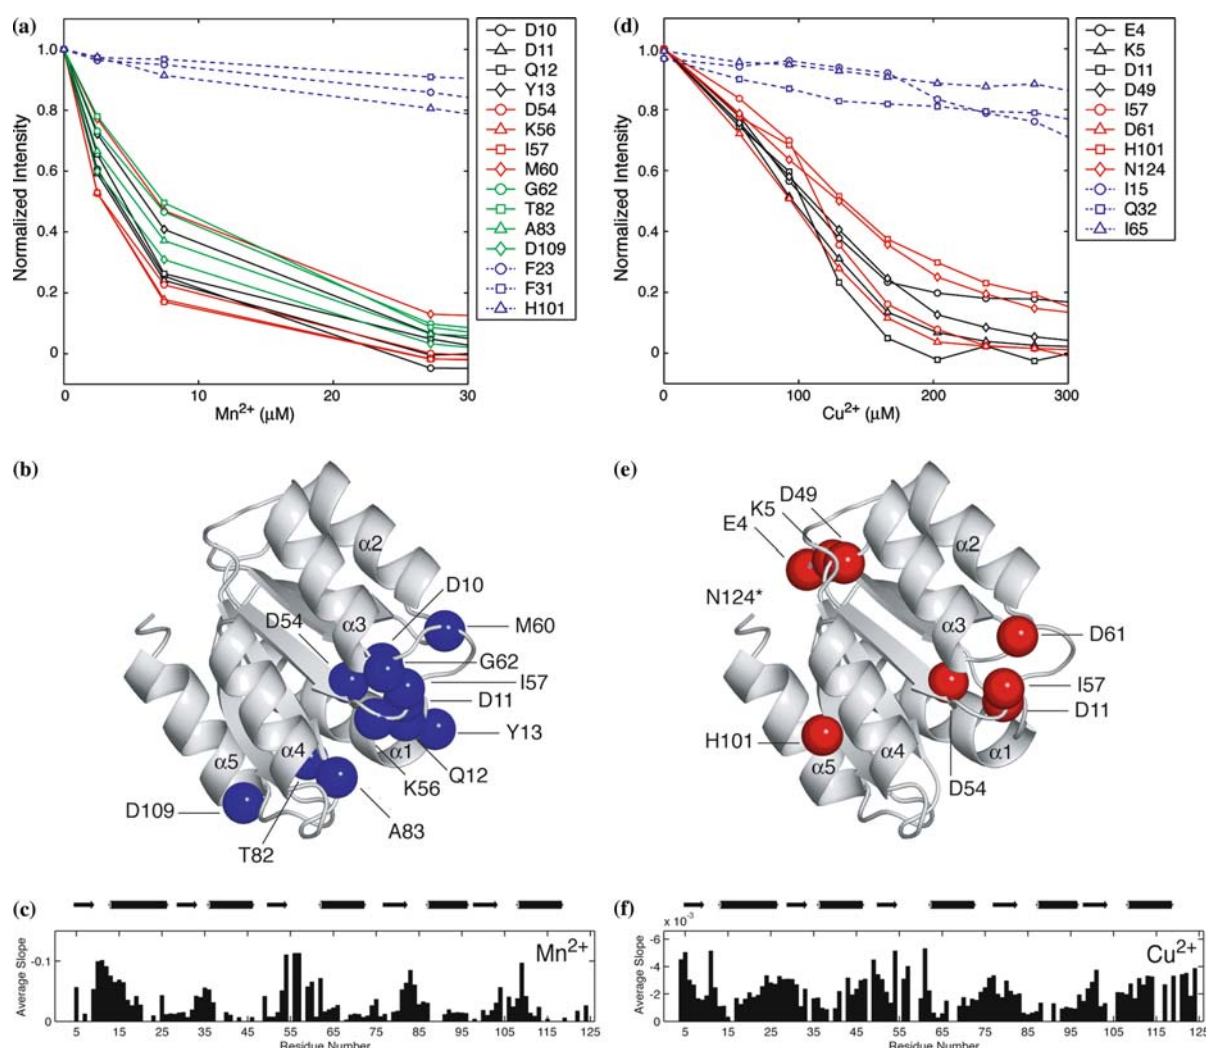 (a)
1.0
0.8
0.6
0.4
0.2
0
Normalized Intensity
0
10
20
30
Mn2+ (μM)
D10
D11
Q12
Y13
D54
K56
I57
M60
G62
T82
A83
D109
F23
F31
H101
(d)
1.0
0.8
0.6
0.4
0.2
0
Normalized Intensity
0
100
200
300
Cu2+ (μM)
E4
K5
D11
D49
I57
D61
H101
N124
I15
Q32
I65
(b)
α2
D10
D54
α3
M60
G62
I57
D11
Y13
α1
Q12
K56
α4
α5
D109
T82
A83
(e)
D49
K5
E4
α2
N124*
α3
D61
I57
D11
H101
α5
α4
α1
D54
(c)
Average Slope
-0.1
0
Mn2+
5 15 25 35 45 55 65 75 85 95 105 115 125
Residue Number
(f)
x 10-3
Average Slope
-6
-4
-2
0
Cu2+
5 15 25 35 45 55 65 75 85 95 105 115 125
Residue Number